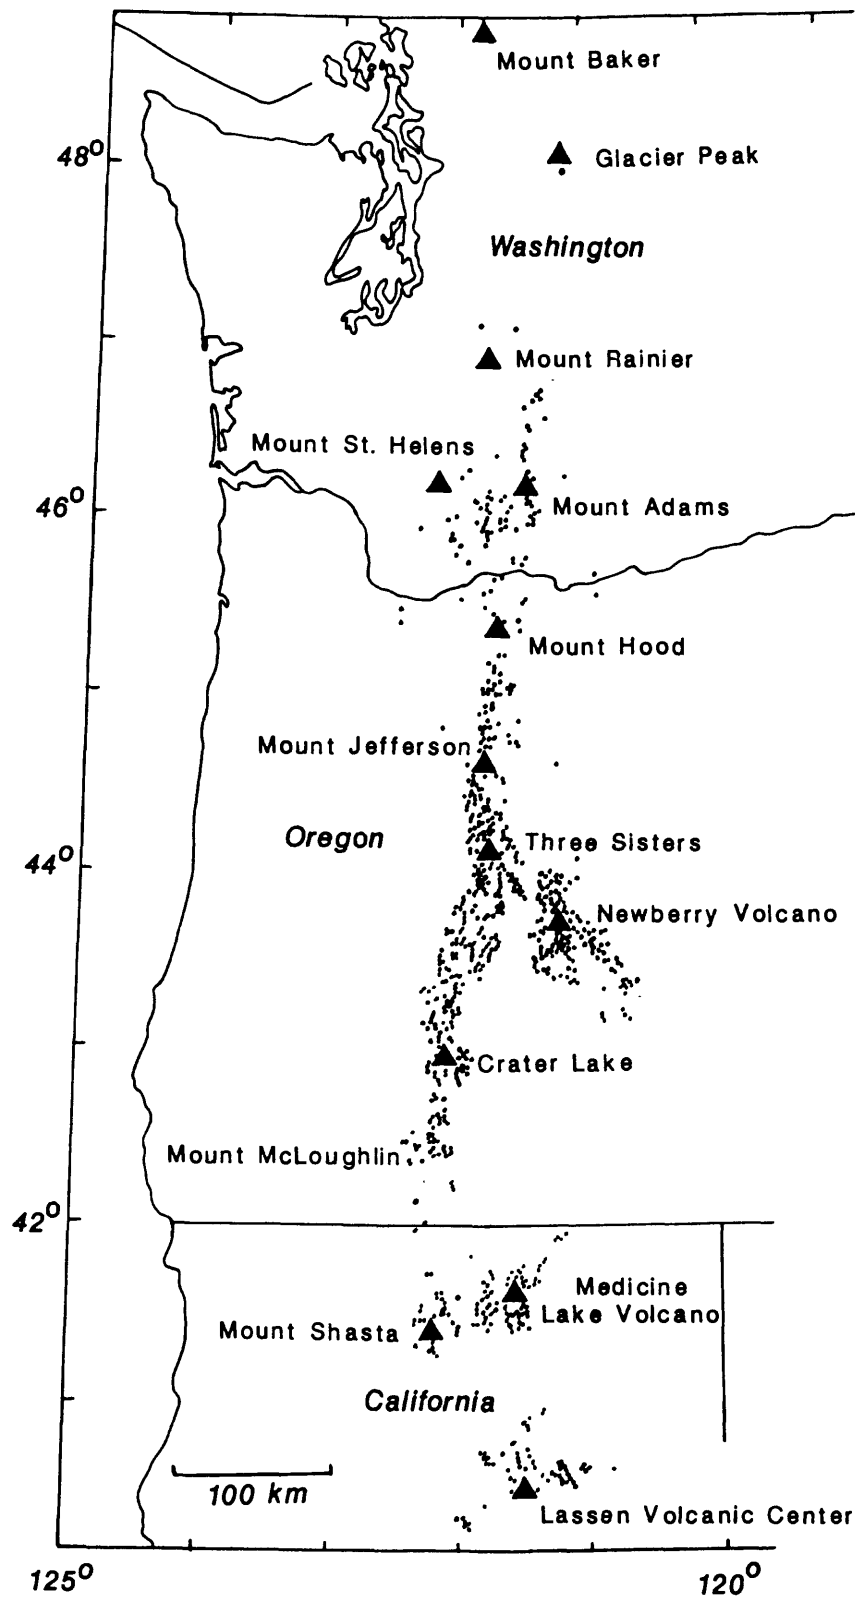 Mount Baker
48°
Glacier Peak
Washington
Mount Rainier
Mount St. Helens
46°
Mount Adams
Mount Hood
Mount Jefferson
Oregon
Three Sisters
44°
Newberry Volcano
Crater Lake
Mount McLoughlin
42°
Medicine
Lake Volcano
Mount Shasta
California
100 km
Lassen Volcanic Center
125°
120°